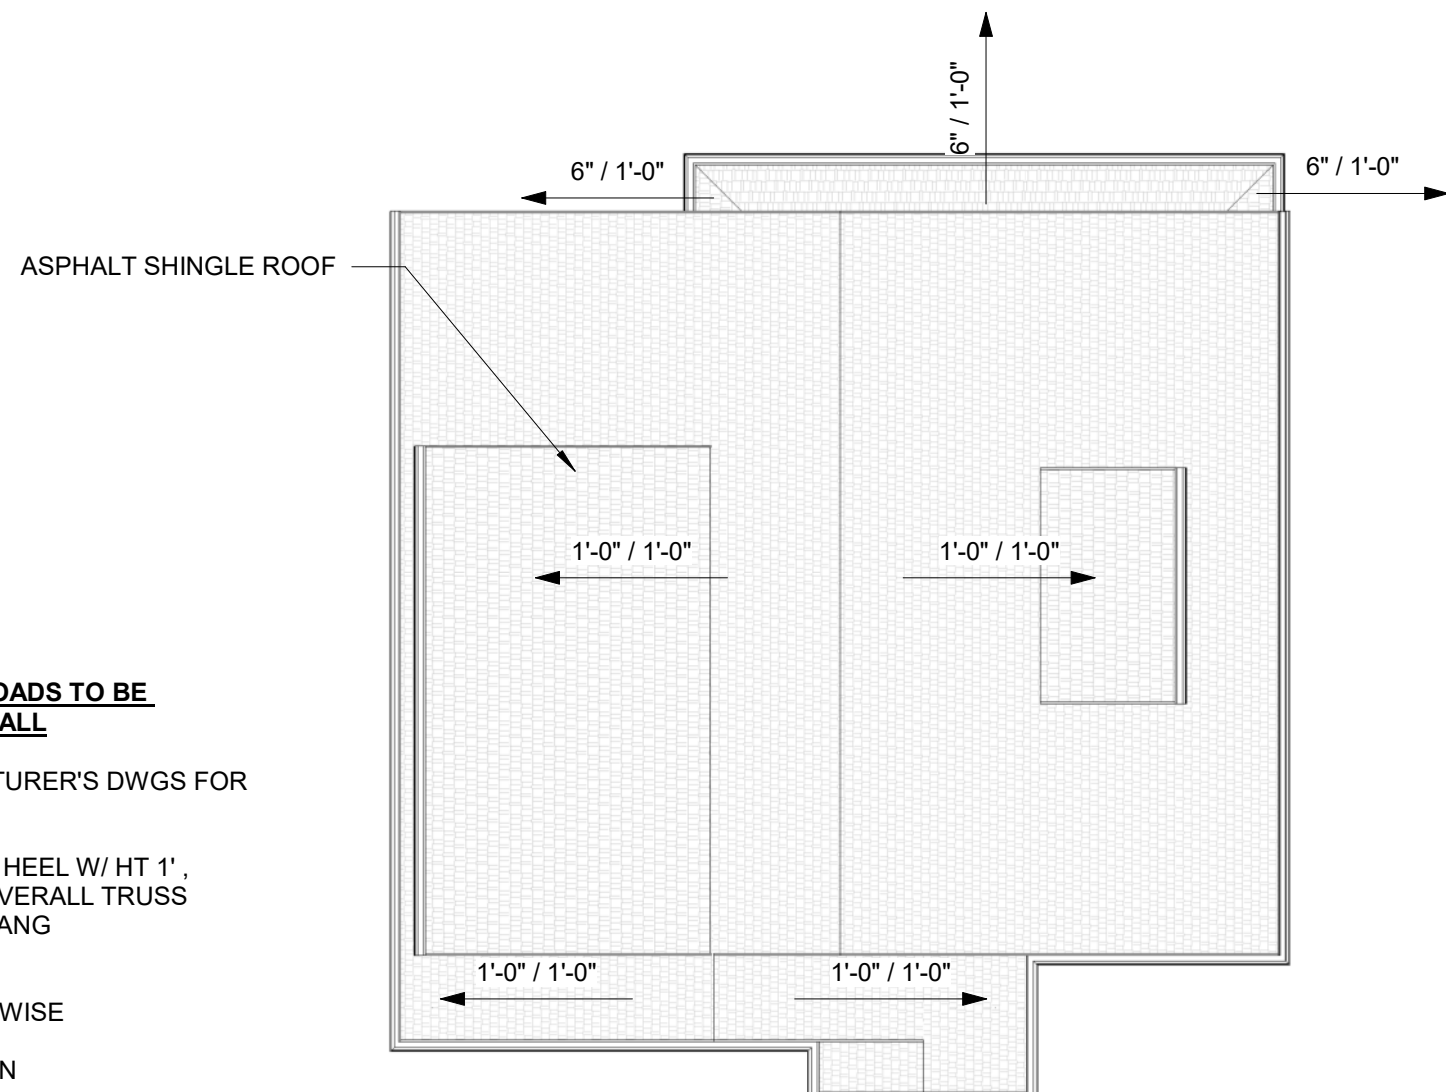 6" / 1'-0"
6" / 1'-0"
6" / 1'-0"
ASPHALT SHINGLE ROOF
1'-0" / 1'-0"
1'-0" / 1'-0"
OADS TO BE
ALL
TURER'S DWGS FOR
HEEL W/ HT 1' ,
VERALL TRUSS
ANG
1'-0" / 1'-0"
1'-0" / 1'-0"
WISE
N